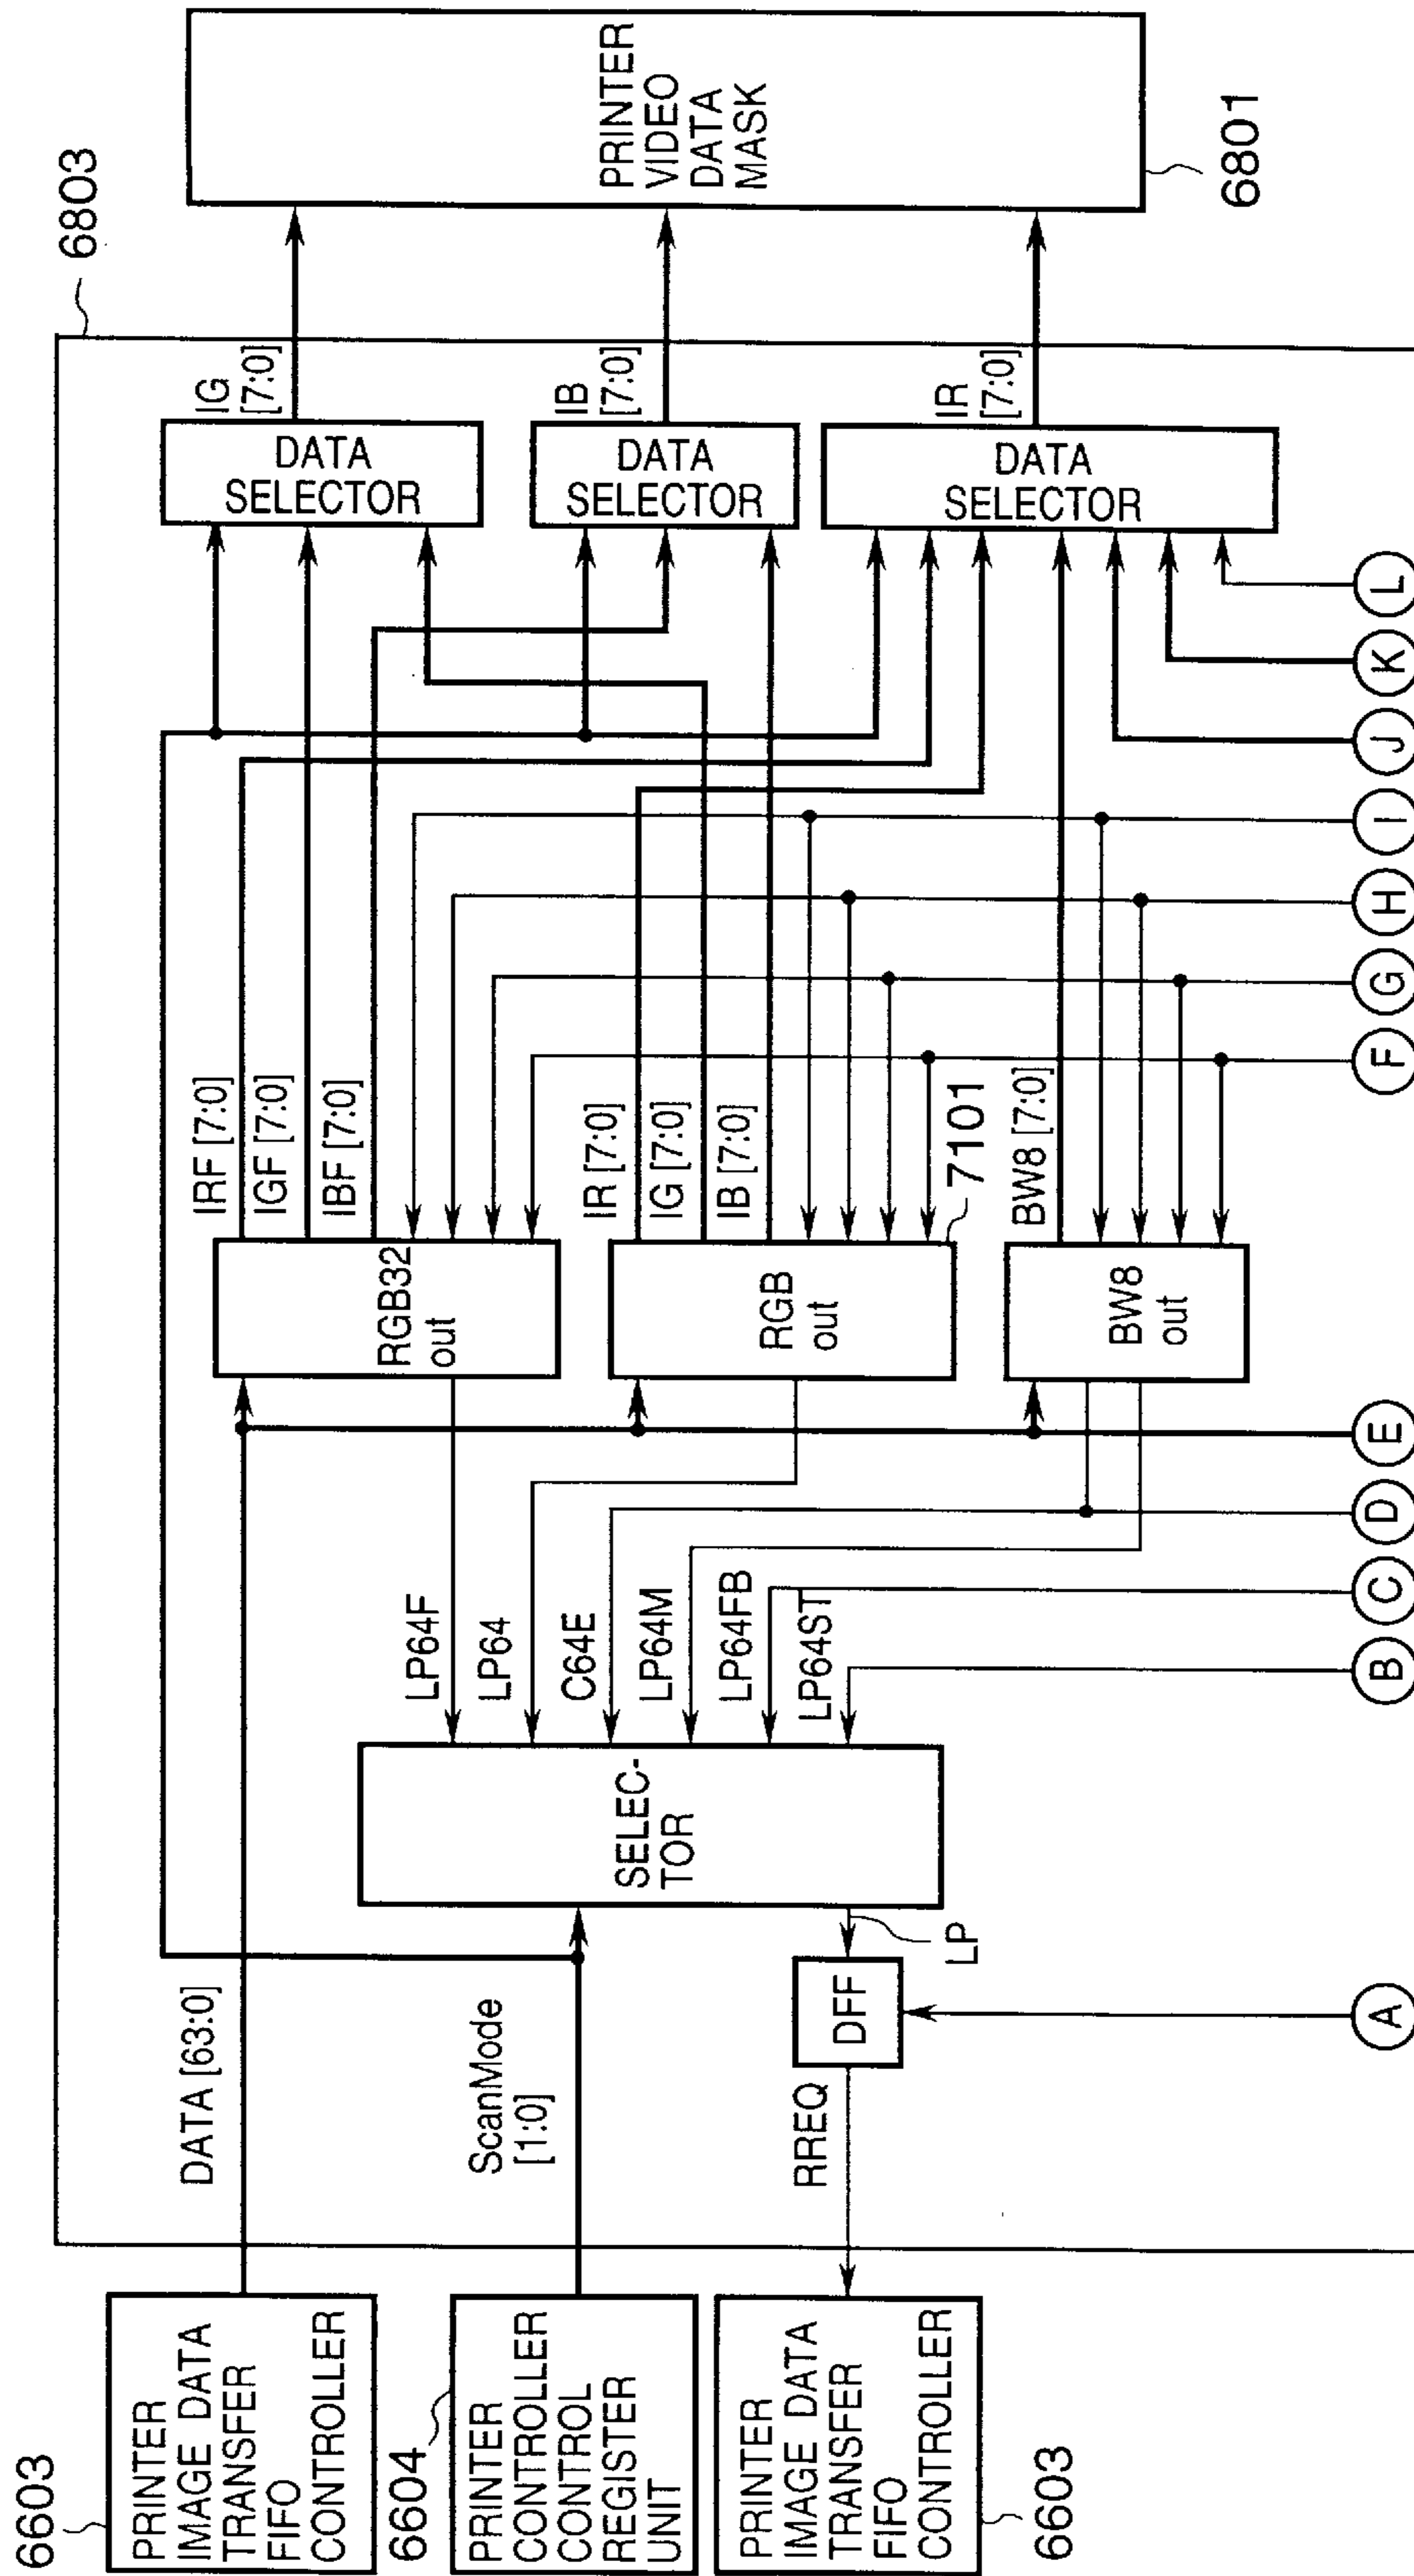 6603
PRINTER
IMAGE DATA
TRANSFER
FIFO
CONTROLLER
6604
PRINTER
CONTROLLER
CONTROL
REGISTER
UNIT
PRINTER
IMAGE DATA
TRANSFER
FIFO
CONTROLLER
6603
DATA [63:0]
ScanMode
[1:0]
RREQ
DFF
LP
A
SELEC-
TOR
LP64F
LP64
C64E
LP64M
LP64FB
LP64ST
B
C
D
E
RGB32
out
RGB
out
7101
BW8
out
IRF [7:0]
IGF [7:0]
IBF [7:0]
IR [7:0]
IG [7:0]
IB [7:0]
BW8 [7:0]
F
G
H
I
J
K
L
DATA
SELECTOR
DATA
SELECTOR
DATA
SELECTOR
IG
[7:0]
IB
[7:0]
IR
[7:0]
6803
PRINTER
VIDEO
DATA
MASK
6801